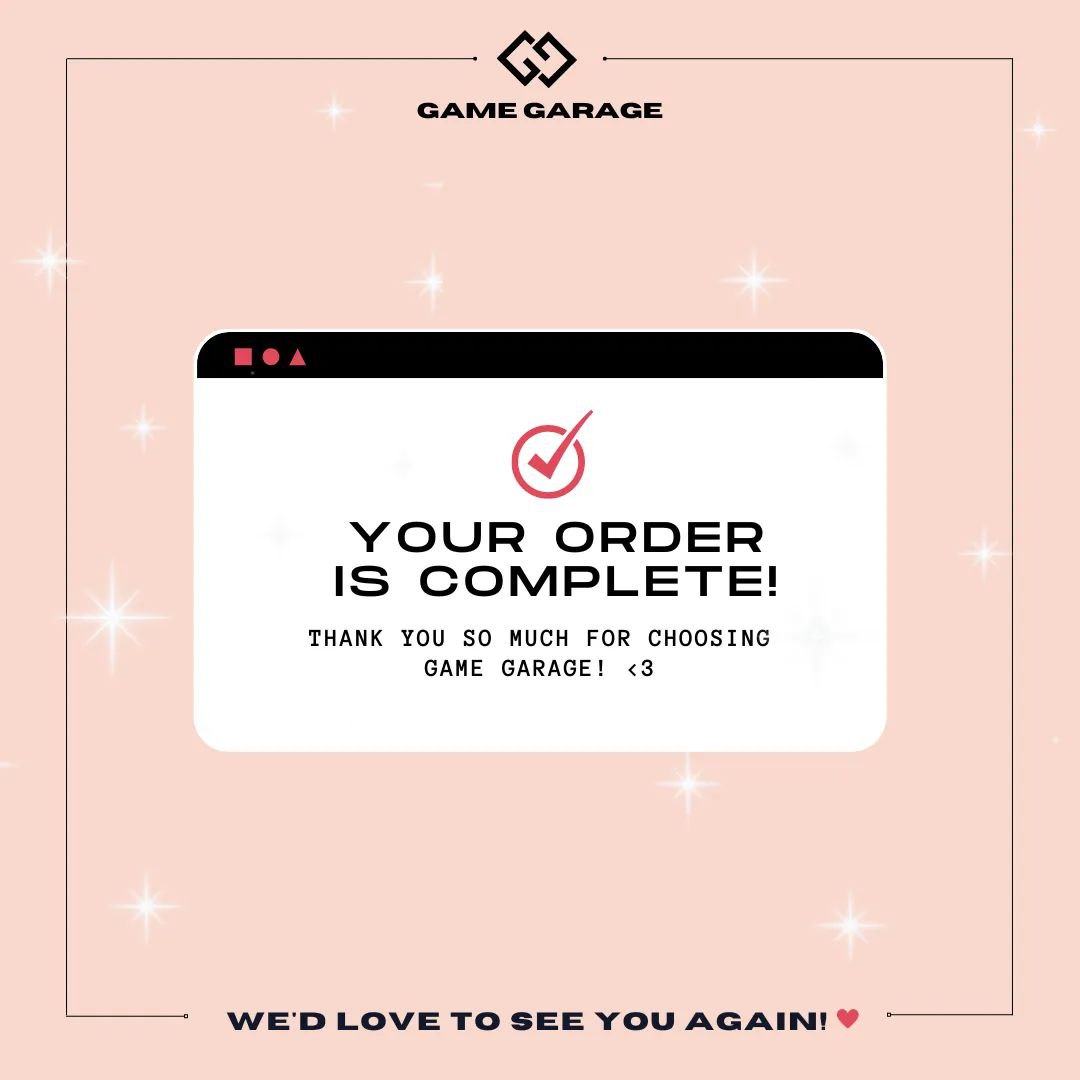 GAME GARAGE
YOUR ORDER
IS COMPLETE!
THANK YOU SO MUCH FOR CHOOSING
GAME GARAGE! <3
WE'D LOVE TO SEE YOU AGAIN! ❤